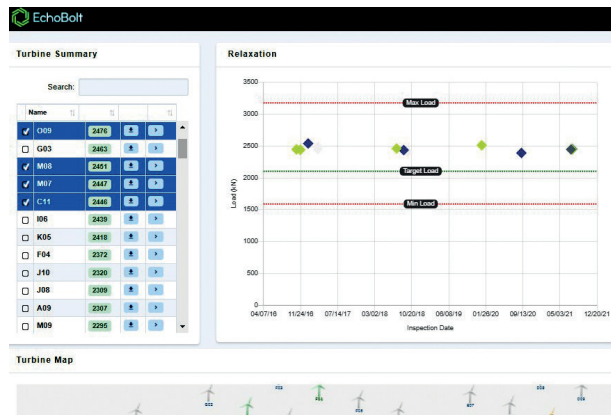 EchoBolt
Turbine Summary
Search:
Name
O09 2476
G03 2463
M08 2451
M07 2447
C11 2446
I06 2439
K05 2418
F04 2372
J10 2320
J08 2309
A09 2307
M09 2295
Relaxation
3500
3000
2500
2000
1500
1000
500
0
Load (kN)
Max Load
Target Load
Min Load
04/07/16 11/24/16 07/14/17 03/02/18 10/20/18 06/08/19 01/26/20 09/13/20 05/03/21 12/20/21
Inspection Date
Turbine Map